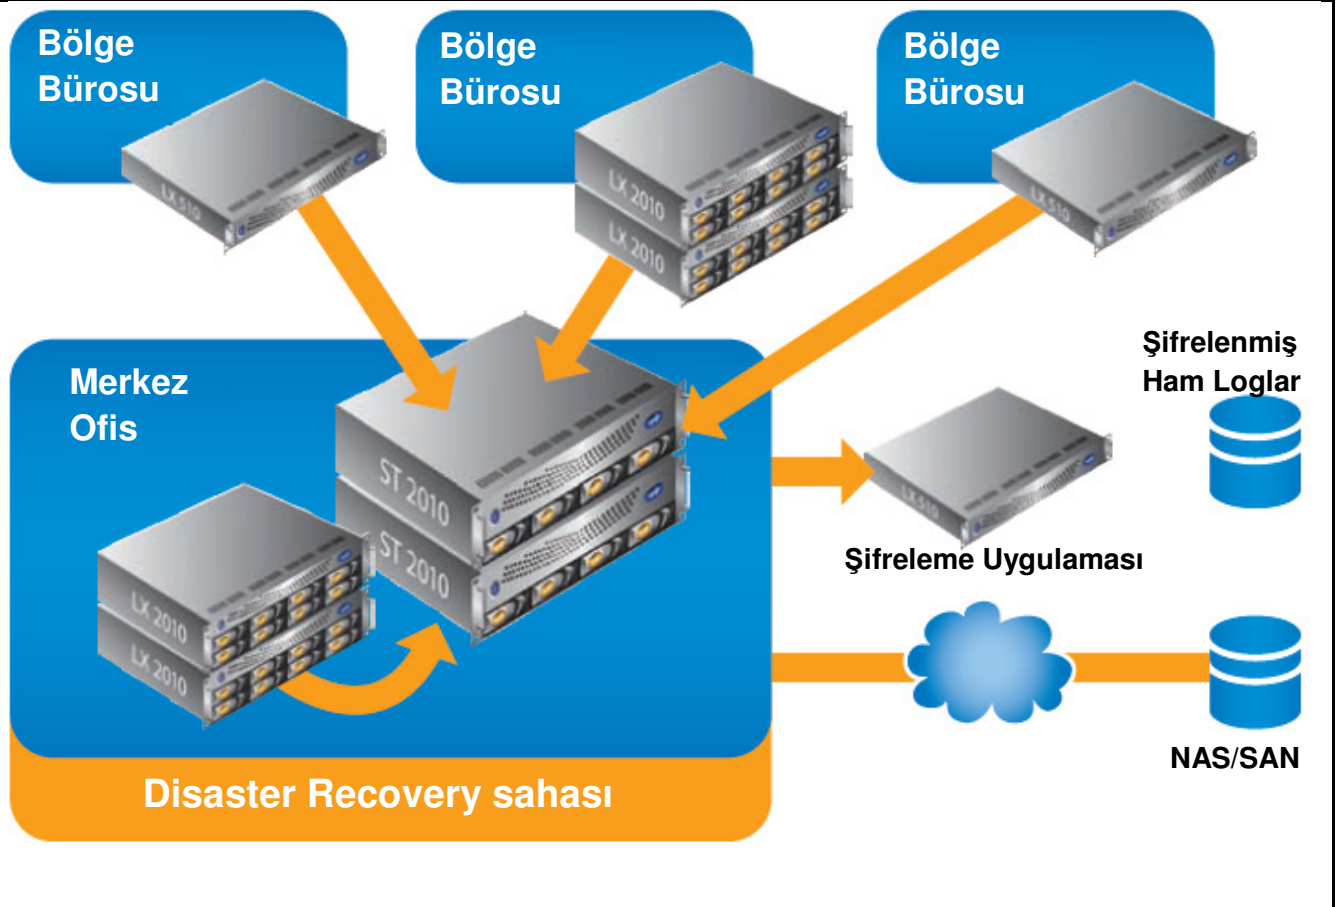 Bölge
Bürosu
Bölge
Bürosu
Bölge
Bürosu
LX 510
LX 2010
LX 2010
LX 510
Merkez
Ofis
ST 2010
ST 2010
LX 2010
LX 2010
Şifrelenmiş
Ham Loglar
LX 510
Şifreleme Uygulaması
NAS/SAN
Disaster Recovery sahası